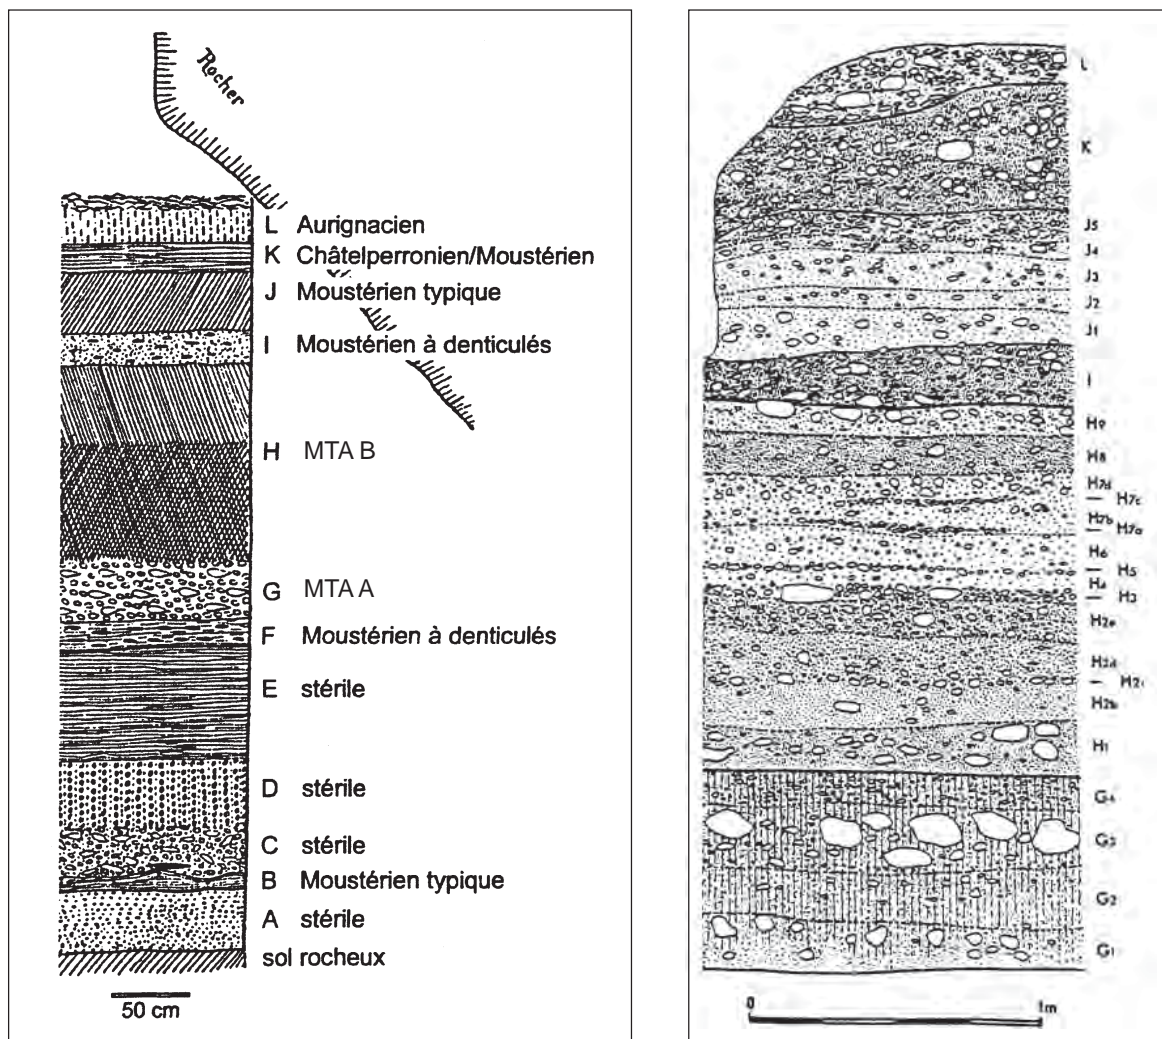 Rocher
L Aurignacien
K Châtelperronien/Moustérien
J Moustérien typique
I Moustérien à denticulés
H MTA B
G MTA A
F Moustérien à denticulés
E stérile
D stérile
C stérile
B Moustérien typique
A stérile
sol rocheux
50 cm
L
K
J5
J4
J3
J2
J1
I
H9
H8
H7d
H7c
H7b
H7a
H6
H5
H4
H3
H2e
H2d
H2c
H2b
H1
G4
G3
G2
G1
0 1m